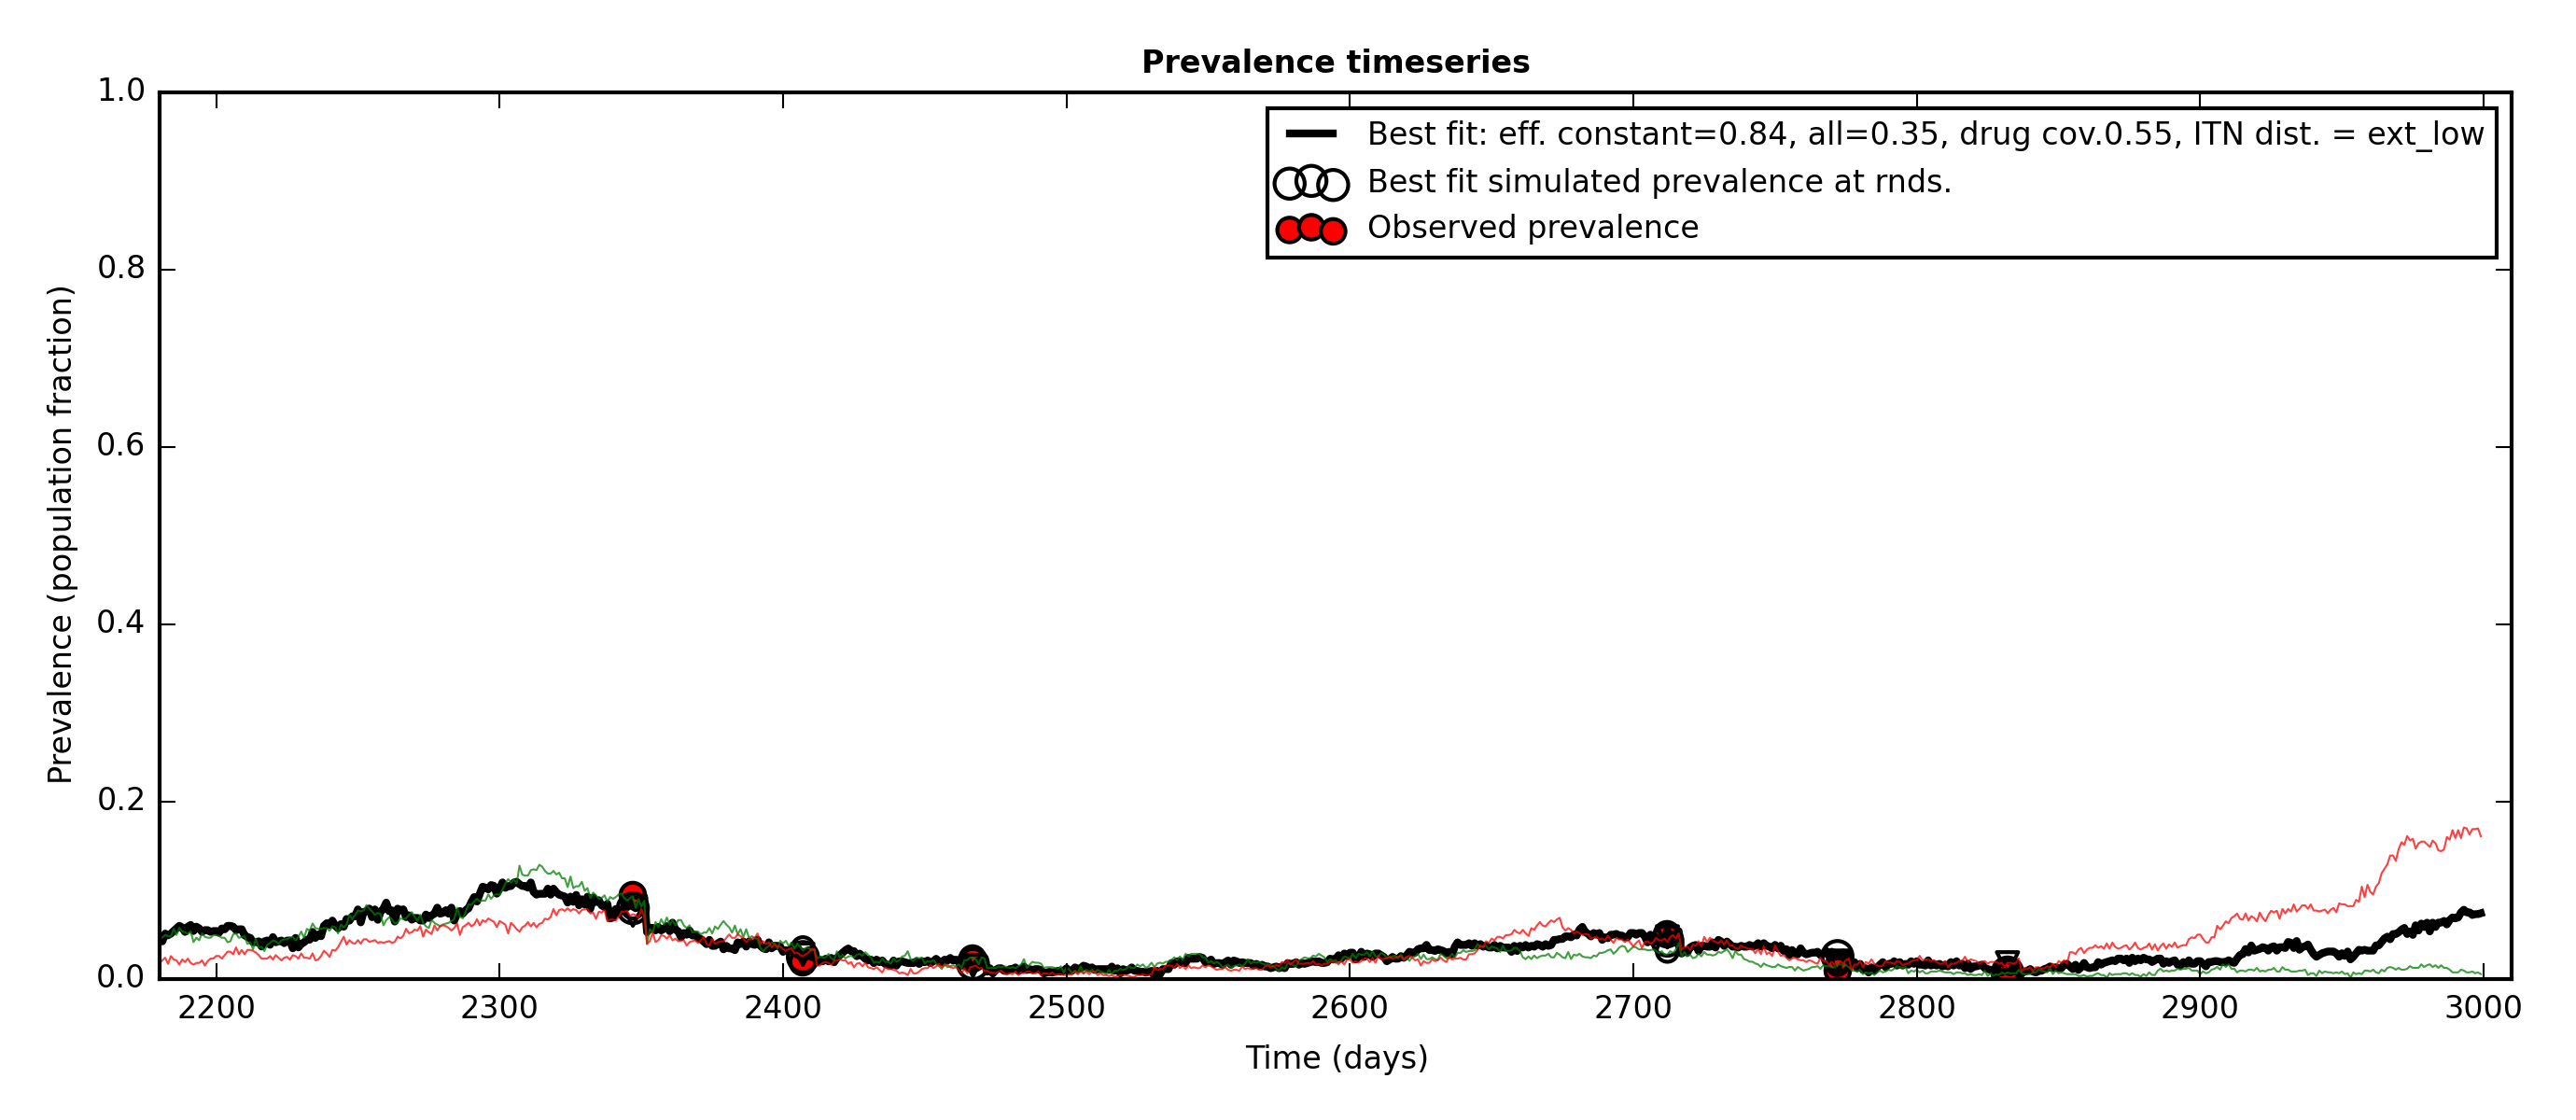 Prevalence timeseries
Best fit: eff. constant=0.84, all=0.35, drug cov.0.55, ITN dist. = ext_low
Best fit simulated prevalence at rnds.
Observed prevalence
Prevalence (population fraction)
1.0
0.8
0.6
0.4
0.2
0.0
2200 2300 2400 2500 2600 2700 2800 2900 3000
Time (days)